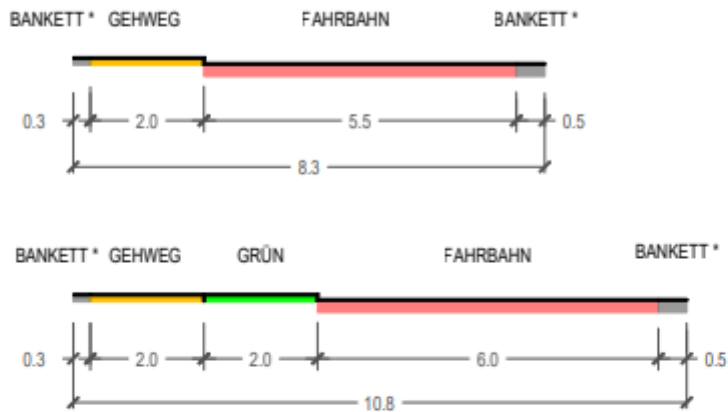 BANKETT * GEHWEG FAHRBAHN BANKETT *
0.3 2.0 5.5 0.5
8.3
BANKETT * GEHWEG GRÜN FAHRBAHN BANKETT *
0.3 2.0 2.0 6.0 0.5
10.8